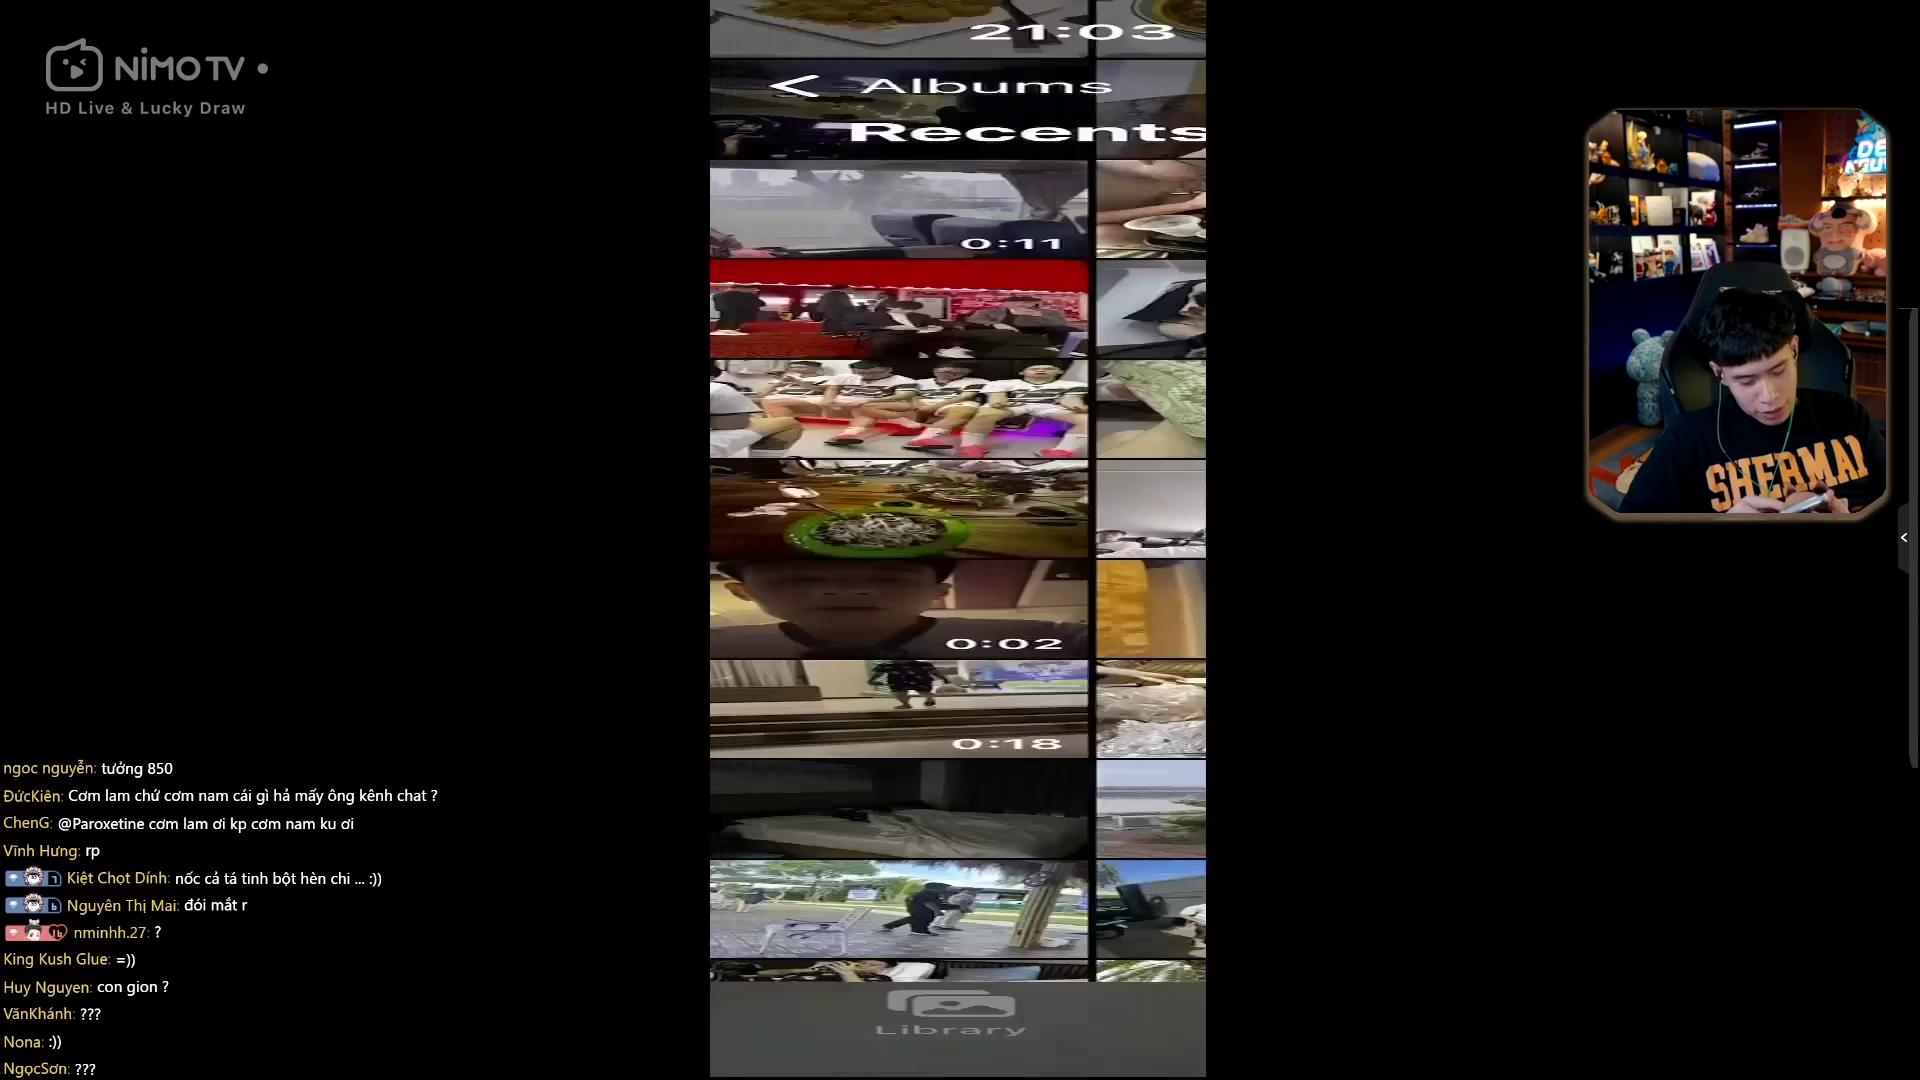 NIMO TV
HD Live & Lucky Draw
21:03
Albums
Recents
0:11
0:02
0:18
Library
SHERMAI
ngoc nguyễn: tưởng 850
ĐứcKiên: Cơm lam chứ cơm nam cái gì hả mấy ông kênh chat ?
ChenG: @Paroxetine cơm lam ơi kp cơm nam ku ơi
Vĩnh Hưng: rp
Kiệt Chọt Dính: nốc cả tá tinh bột hèn chi ... :))
Nguyên Thị Mai: đói mắt r
nminhh.27: ?
King Kush Glue: =))
Huy Nguyen: con gion ?
VănKhánh: ???
Nona: :))
NgọcSơn: ???